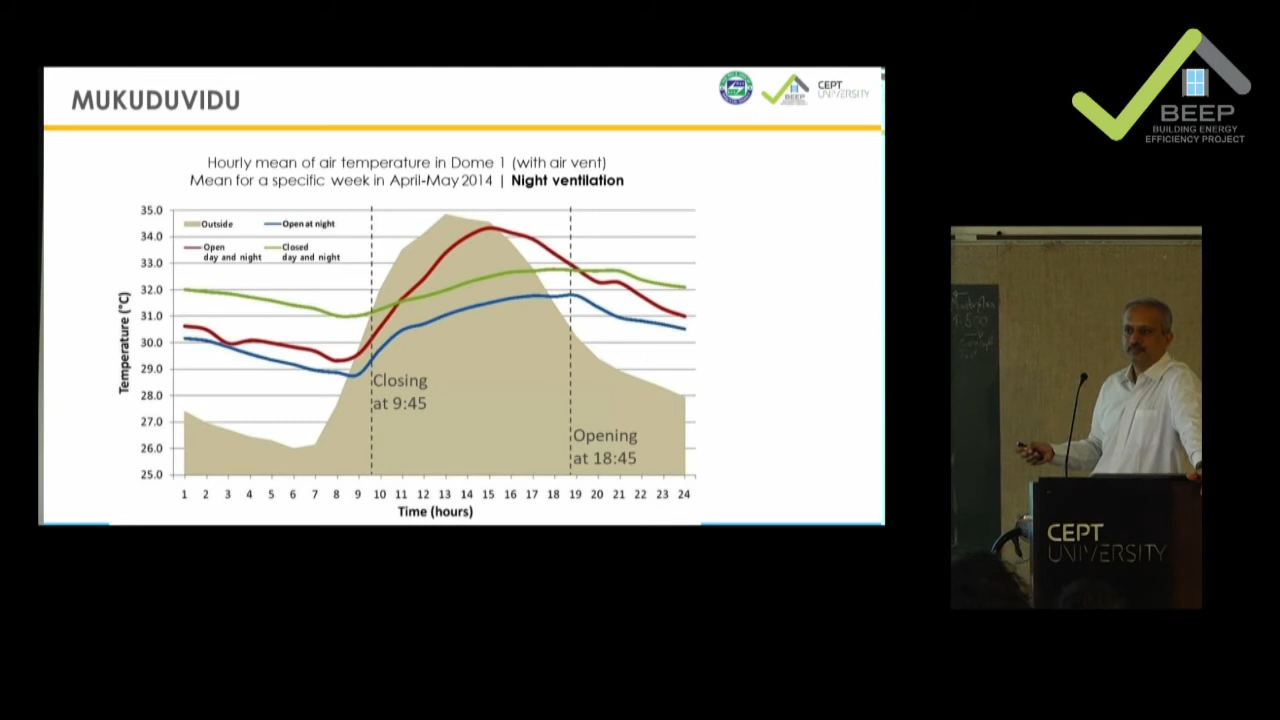 MUKUDUVIDU
BEEP
CEPT
UNIVERSITY
BEEP
BUILDING ENERGY
EFFICIENCY PROJECT
Hourly mean of air temperature in Dome 1 (with air vent)
Mean for a specific week in April-May 2014 | Night ventilation
35.0
34.0
33.0
32.0
31.0
30.0
29.0
28.0
27.0
26.0
25.0
Temperature (°C)
Outside
Open at night
Open
day and night
Closed
day and night
Closing
at 9:45
Opening
at 18:45
1 2 3 4 5 6 7 8 9 10 11 12 13 14 15 16 17 18 19 20 21 22 23 24
Time (hours)
CEPT
UNIVERSITY